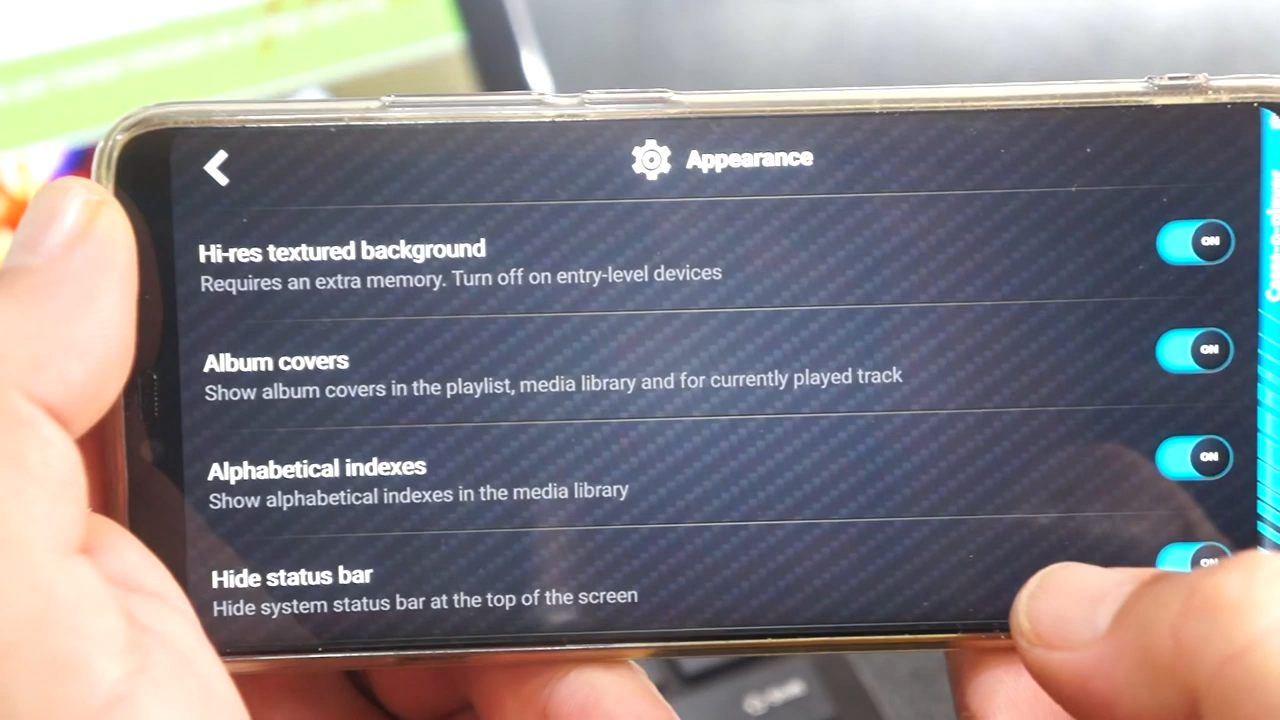 Appearance
Hi-res textured background
ON
Requires an extra memory. Turn off on entry-level devices
Album covers
ON
Show album covers in the playlist, media library and for currently played track
Alphabetical indexes
ON
Show alphabetical indexes in the media library
Hide status bar
ON
Hide system status bar at the top of the screen